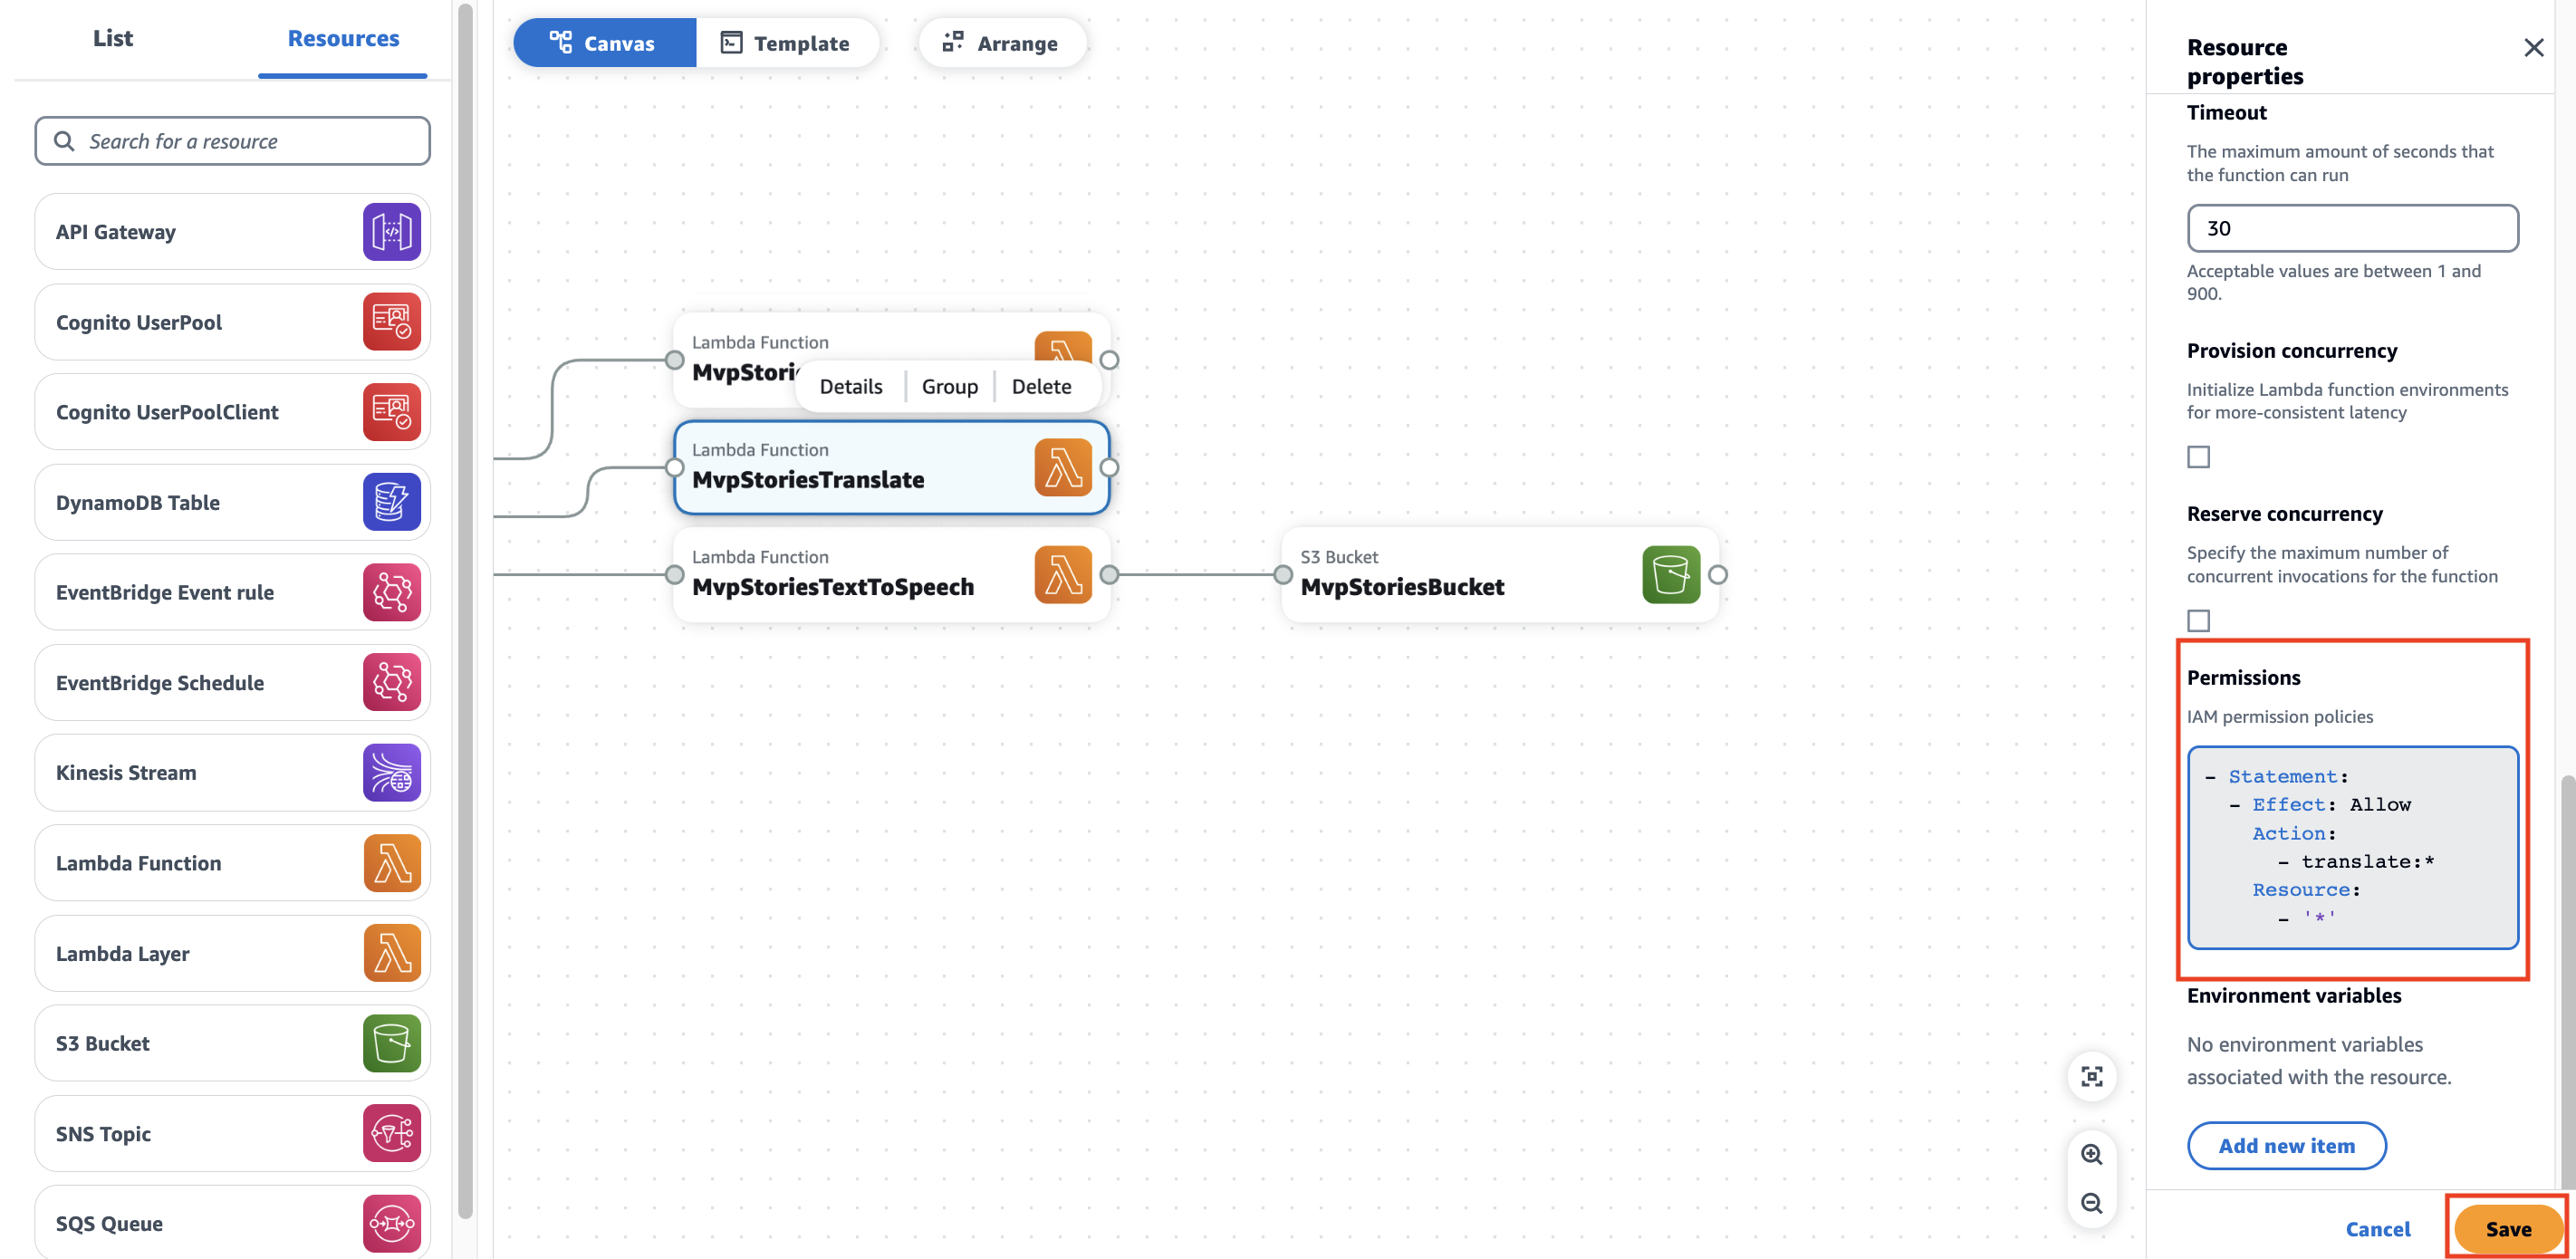 List
Resources
Search for a resource
API Gateway
Cognito UserPool
Cognito UserPoolClient
DynamoDB Table
EventBridge Event rule
EventBridge Schedule
Kinesis Stream
Lambda Function
Lambda Layer
S3 Bucket
SNS Topic
SQS Queue
Canvas
Template
Arrange
Lambda Function
MvpStori
Details
Group
Delete
Lambda Function
MvpStoriesTranslate
Lambda Function
MvpStoriesTextToSpeech
S3 Bucket
MvpStoriesBucket
Resource
properties
Timeout
The maximum amount of seconds that
the function can run
30
Acceptable values are between 1 and
900.
Provision concurrency
Initialize Lambda function environments
for more-consistent latency
Reserve concurrency
Specify the maximum number of
concurrent invocations for the function
Permissions
IAM permission policies
- Statement:
- Effect: Allow
Action:
- translate:*
Resource:
- '*'
Environment variables
No environment variables
associated with the resource.
Add new item
Cancel
Save